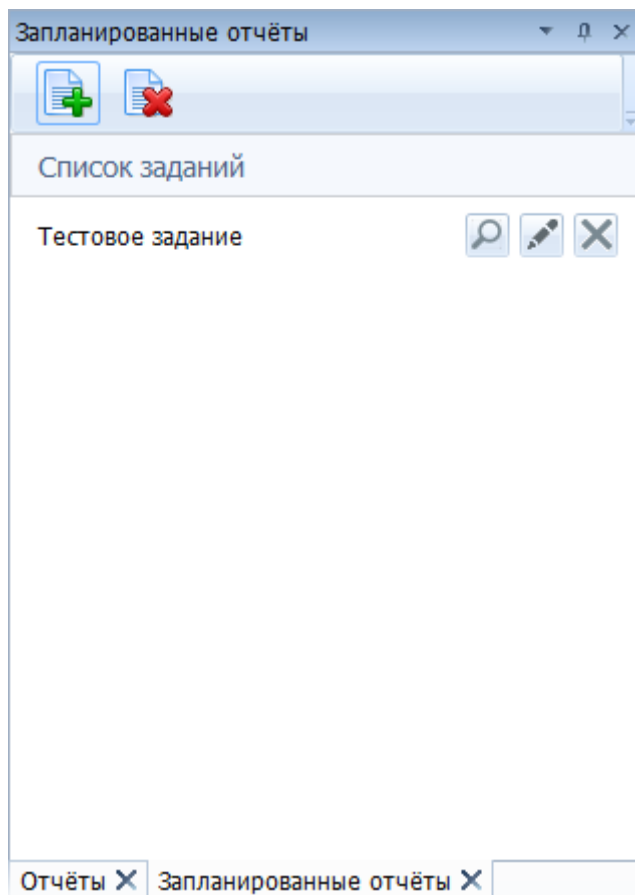 Запланированные отчёты
Список заданий
Тестовое задание
Отчёты Запланированные отчёты